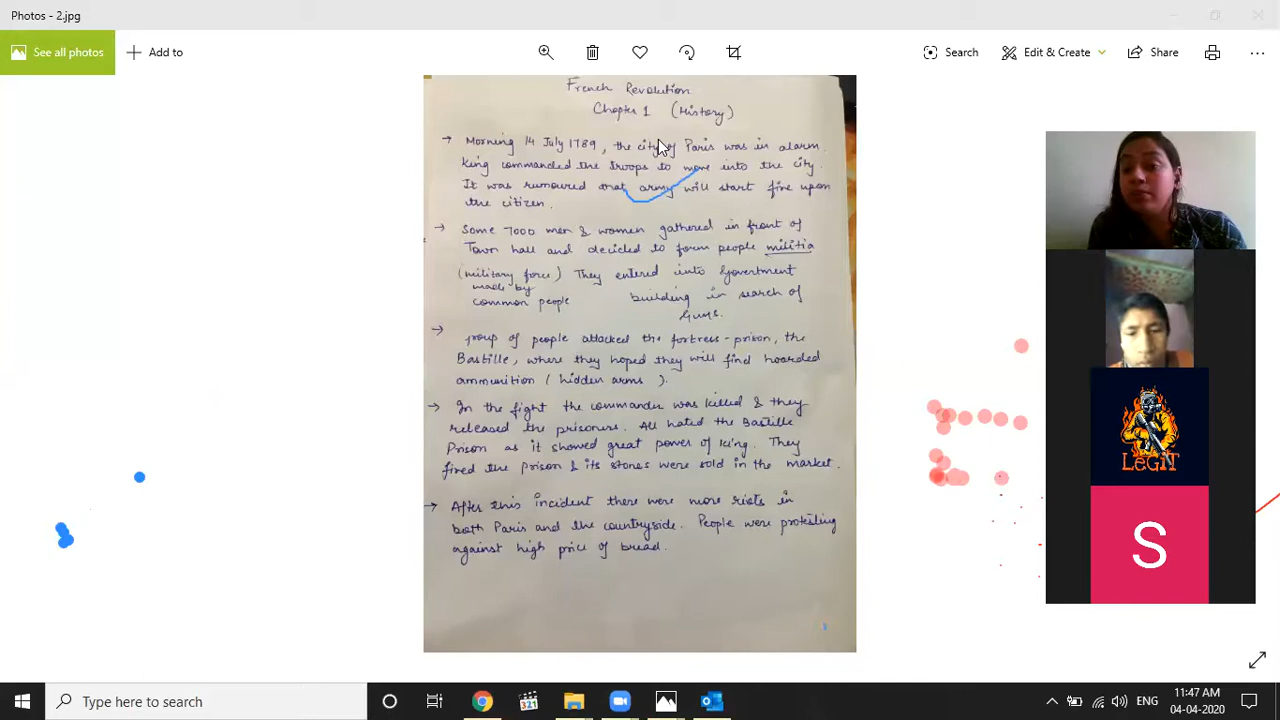 Photos - 2.jpg
See all photos
Add to
Search
Edit & Create
Share
French Revolution
Chapter 1 (History)
→ Morning 14 July 1789, the city of Paris was in alarm.
King commanded the troops to move into the city.
It was rumoured that army will start fire upon
the citizen.
→ Some 7000 men & women gathered in front of
Town hall and decided to form people militia
(military force) They entered into Government
made by
common people building in search of
Guns.
→ group of people attacked the fortress-prison, the
Bastille, where they hoped they will find hoarded
ammunition (hidden arms).
→ In the fight the commander was killed & they
released the prisoners. All hated the Bastille
Prison as it showed great power of King. They
fired the prison & its stones were sold in the market.
→ After this incident there were more riots in
both Paris and the countryside. People were protesting
against high price of bread.
LEGIT
S
Type here to search
321
ENG
11:47 AM
04-04-2020